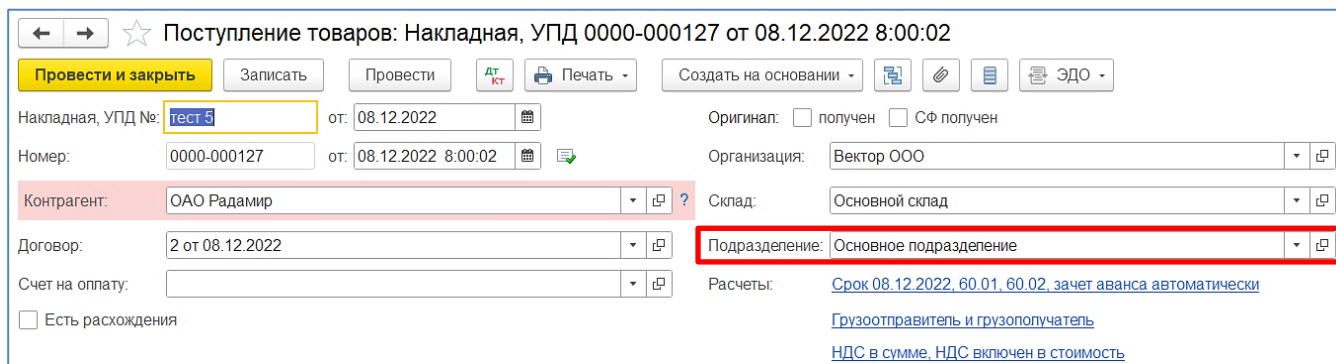 Поступление товаров: Накладная, УПД 0000-000127 от 08.12.2022 8:00:02
Провести и закрыть Записать Провести Дт Кт Печать Создать на основании ЭДО
Накладная, УПД №: тест 5 от: 08.12.2022 Оригинал: получен СФ получен
Номер: 0000-000127 от: 08.12.2022 8:00:02 Организация: Вектор ООО
Контрагент: ОАО Радамир ? Склад: Основной склад
Договор: 2 от 08.12.2022 Подразделение: Основное подразделение
Счет на оплату: Расчеты: Срок 08.12.2022, 60.01, 60.02, зачет аванса автоматически
Есть расхождения Грузоотправитель и грузополучатель
НДС в сумме, НДС включен в стоимость